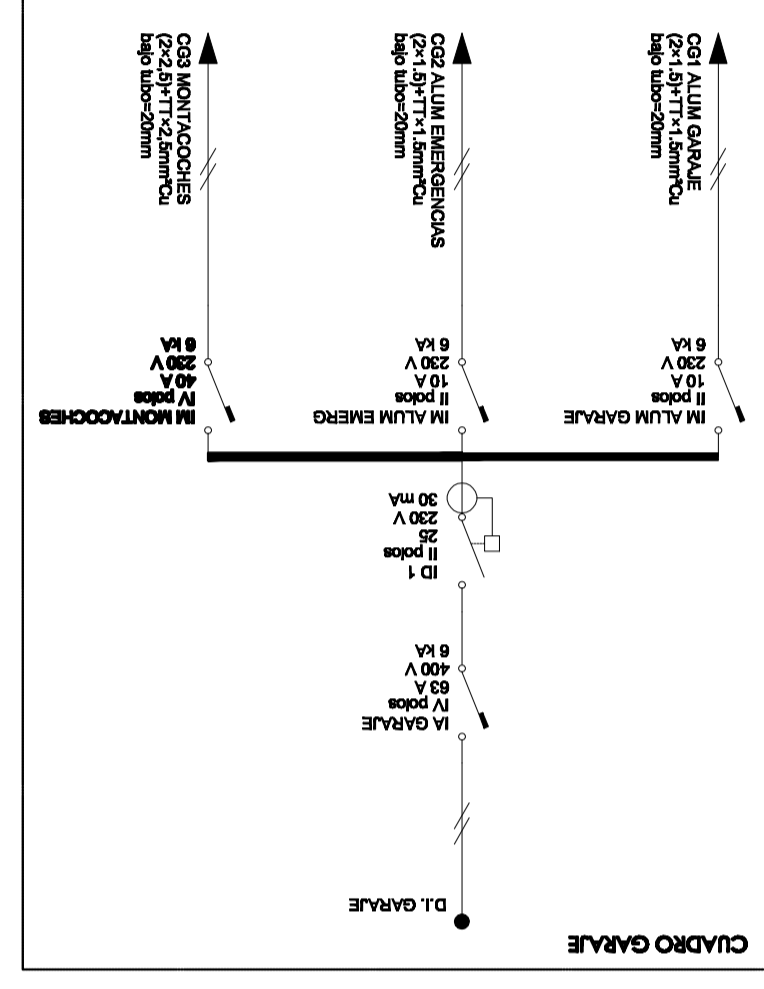 CUADRO GARAJE
D.I. GARAJE
IA GARAJE
IV polos
63 A
400 V
6 kA
ID 1
II polos
25
230 V
30 mA
IM ALUM GARAJE
II polos
10 A
230 V
6 kA
IM ALUM EMERG
II polos
10 A
230 V
6 kA
IM MONTACOCHES
IV polos
40 A
230 V
6 kA
CG1 ALUM GARAJE
(2×1.5)+TT×1.5mm²Cu
bajo tubo=20mm
CG2 ALUM EMERGENCIAS
(2×1.5)+TT×1.5mm²Cu
bajo tubo=20mm
CG3 MONTACOCHES
(2×2,5)+TT×2,5mm²Cu
bajo tubo=20mm